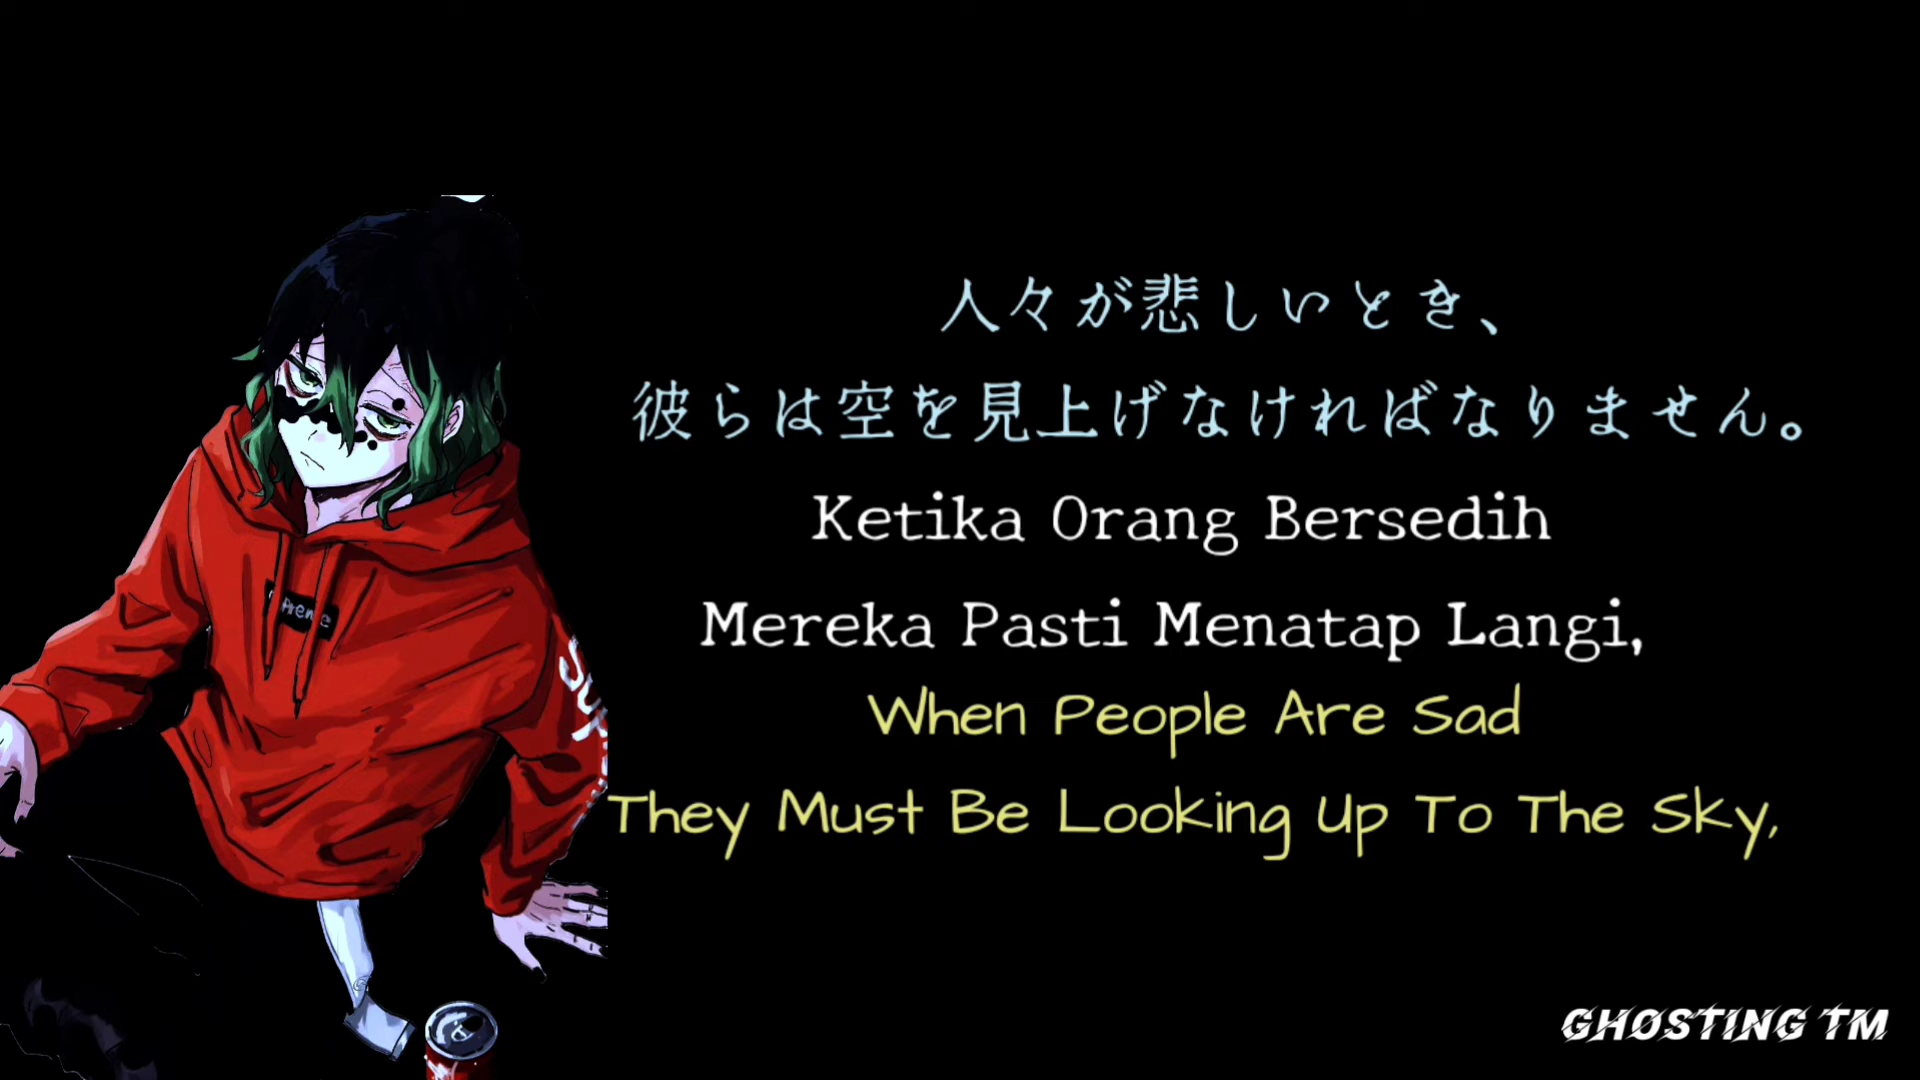 人々が悲しいとき、
彼らは空を見上げなければなりません。
Ketika Orang Bersedih
Mereka Pasti Menatap Langi,
When People Are Sad
They Must Be Looking Up To The Sky,
GHOSTING TM